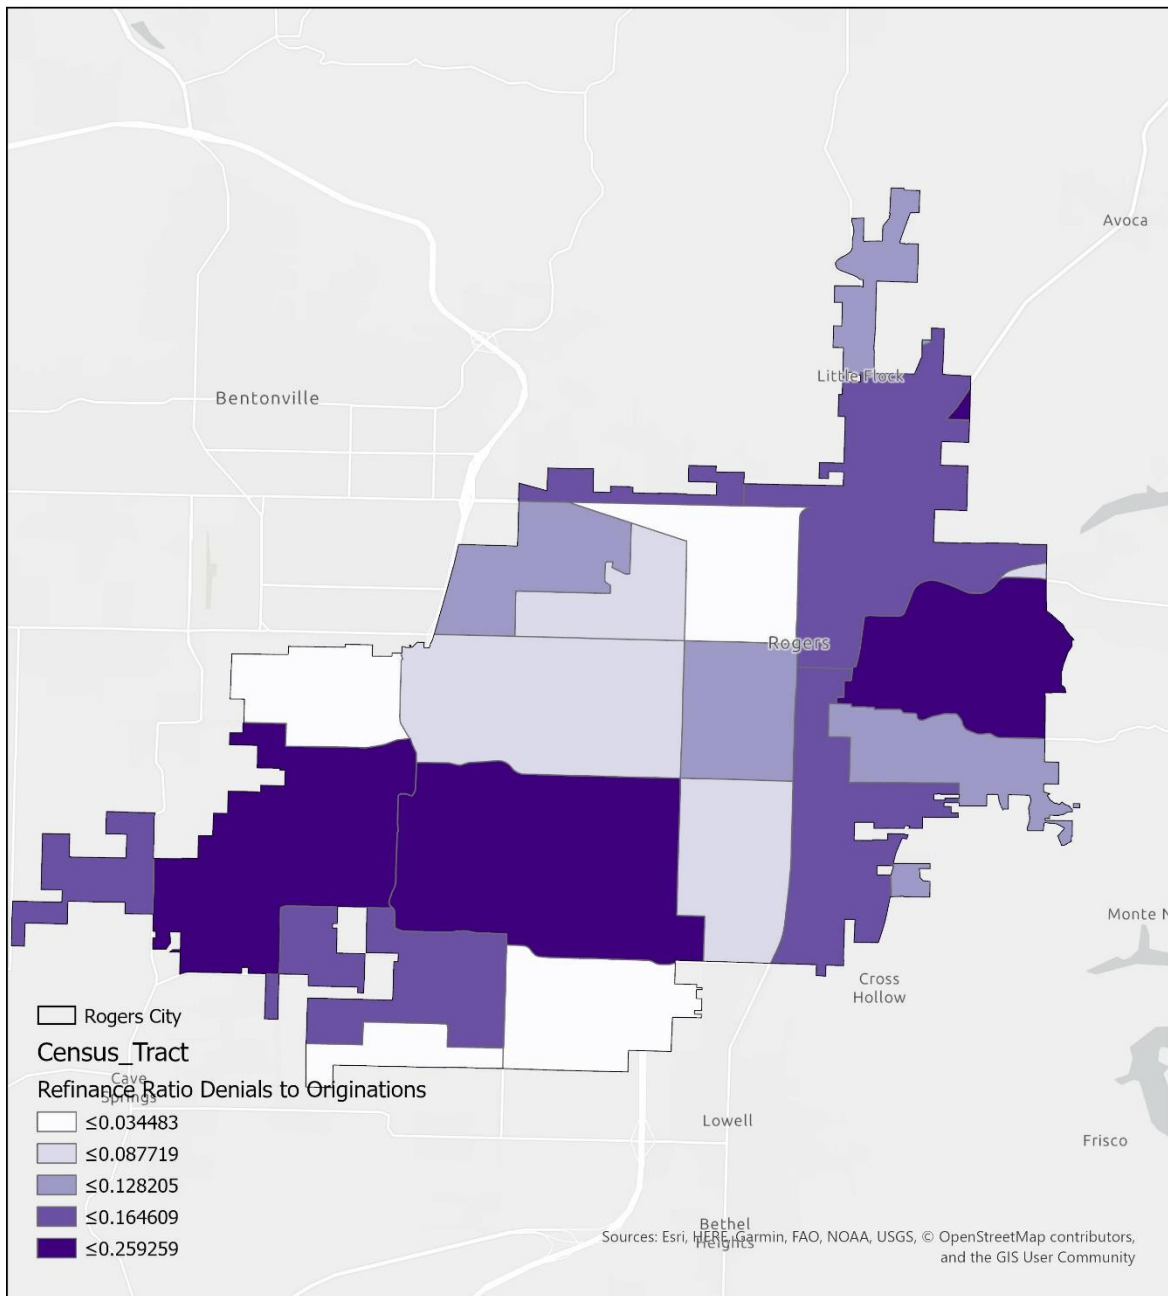 Avoca
Little Flock
Bentonville
Rogers
Monte N
Cross
Hollow
Rogers City
Census_Tract
Cave
Springs
Refinance Ratio Denials to Originations
≤0.034483
≤0.087719
≤0.128205
≤0.164609
≤0.259259
Lowell
Frisco
Bethel
Heights
Sources: Esri, HERE, Garmin, FAO, NOAA, USGS, © OpenStreetMap contributors,
and the GIS User Community